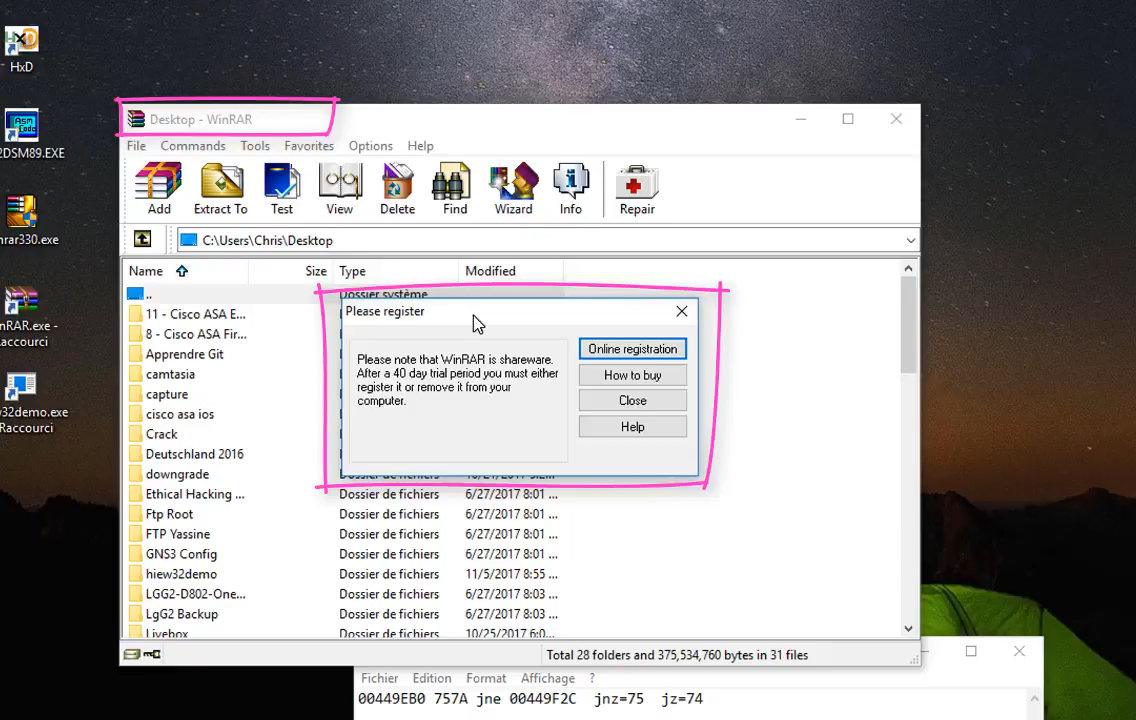 HxD
Asm
Code
2DSM89.EXE
nrar330.exe
nRAR.exe -
Raccourci
w32demo.exe
Raccourci
Desktop - WinRAR
File Commands Tools Favorites Options Help
Add Extract To Test View Delete Find Wizard Info Repair
C:\Users\Chris\Desktop
Name Size Type Modified
.. Dossier système
11 - Cisco ASA E...
8 - Cisco ASA Fir...
Apprendre Git
camtasia
capture
cisco asa ios
Crack
Deutschland 2016
downgrade
Ethical Hacking ... Dossier de fichiers 6/27/2017 8:01 ...
Ftp Root Dossier de fichiers 6/27/2017 8:01 ...
FTP Yassine Dossier de fichiers 6/27/2017 8:01 ...
GNS3 Config Dossier de fichiers 6/27/2017 8:01 ...
hiew32demo Dossier de fichiers 11/5/2017 8:55 ...
LGG2-D802-One... Dossier de fichiers 6/27/2017 8:03 ...
LgG2 Backup Dossier de fichiers 6/27/2017 8:03 ...
Livebox Dossier de fichiers 10/25/2017 6:0...
Please register
Please note that WinRAR is shareware.
After a 40 day trial period you must either
register it or remove it from your
computer.
Online registration
How to buy
Close
Help
Total 28 folders and 375,534,760 bytes in 31 files
Fichier Edition Format Affichage ?
00449EB0 757A jne 00449F2C jnz=75 jz=74